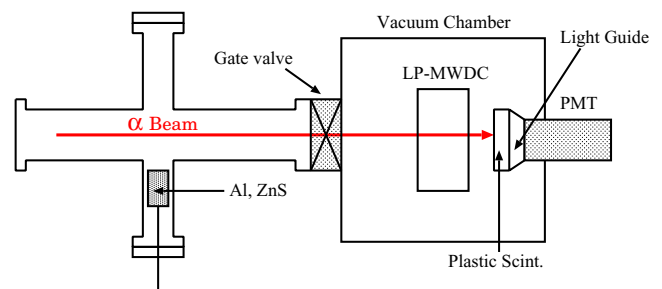 Vacuum Chamber
Light Guide
Gate valve
LP-MWDC
PMT
α Beam
Al, ZnS
Plastic Scint.